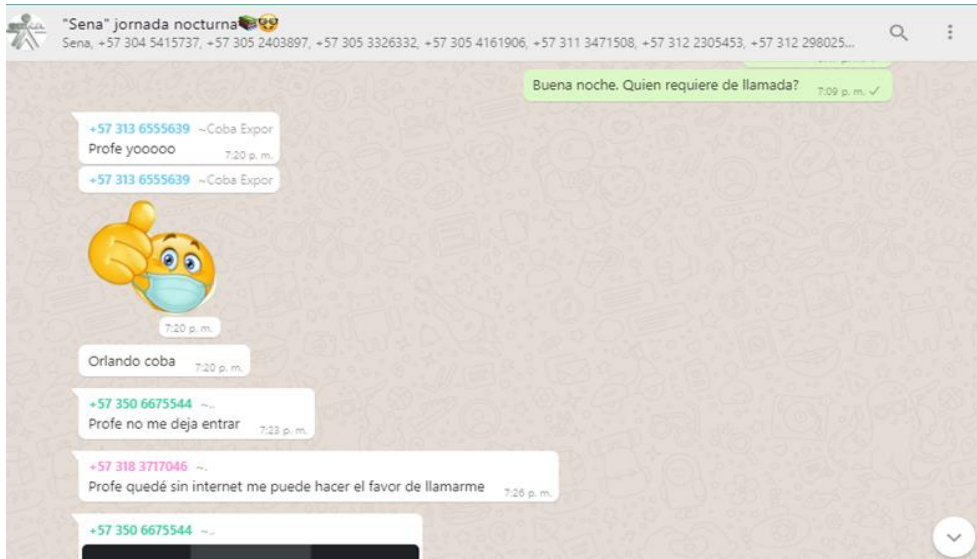 "Sena" jornada nocturna📚🤓
Sena, +57 304 5415737, +57 305 2403897, +57 305 3326332, +57 305 4161906, +57 311 3471508, +57 312 2305453, +57 312 298025...
Buena noche. Quien requiere de llamada? 7:09 p. m.
+57 313 6555639 ~Coba Expor
Profe yooooo 7:20 p. m.
+57 313 6555639 ~Coba Expor
7:20 p. m.
Orlando coba 7:20 p. m.
+57 350 6675544 ~..
Profe no me deja entrar 7:23 p. m.
+57 318 3717046 ~.
Profe quedé sin internet me puede hacer el favor de llamarme 7:26 p. m.
+57 350 6675544 ~..